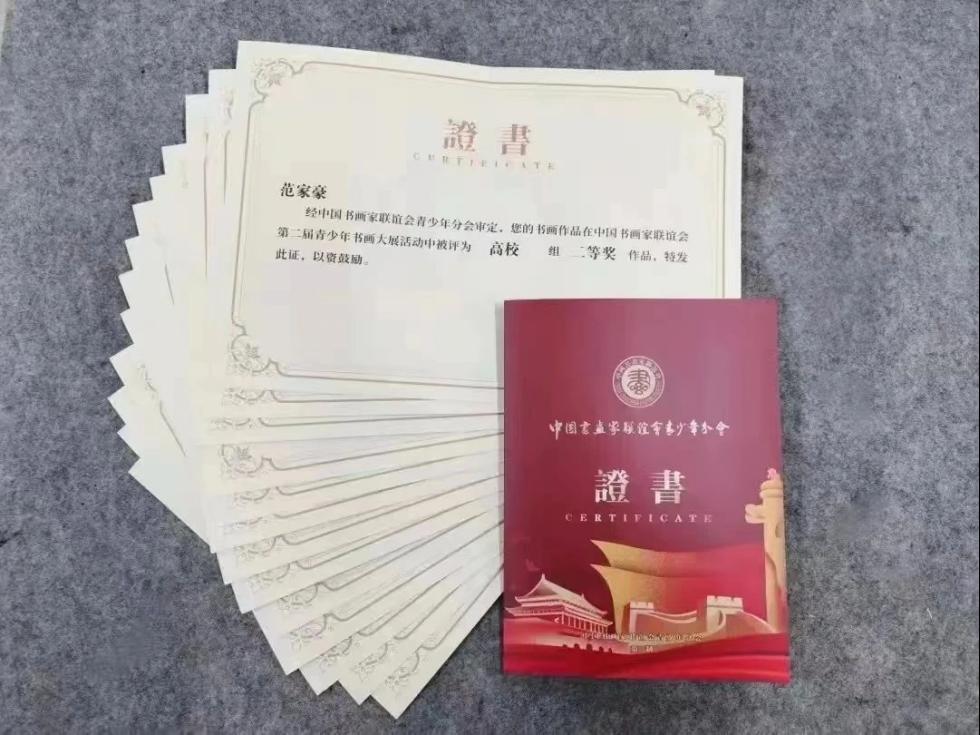 證書
CERTIFICATE
范家豪
经中国书画家联谊会青少年分会审定，您的书画作品在中国书画家联谊会
第二届青少年书画大展活动中被评为 高校 组 二等奖 作品，特发
此证，以资鼓励。
中国书画家联谊會青少年分會
證書
CERTIFICATE